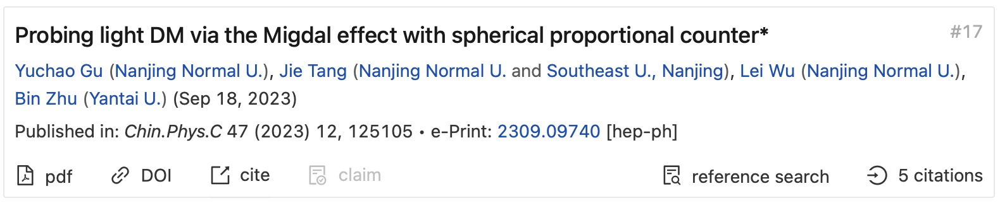 Probing light DM via the Migdal effect with spherical proportional counter*
#17
Yuchao Gu (Nanjing Normal U.), Jie Tang (Nanjing Normal U. and Southeast U., Nanjing), Lei Wu (Nanjing Normal U.),
Bin Zhu (Yantai U.) (Sep 18, 2023)
Published in: Chin.Phys.C 47 (2023) 12, 125105 • e-Print: 2309.09740 [hep-ph]
pdf DOI cite claim reference search 5 citations